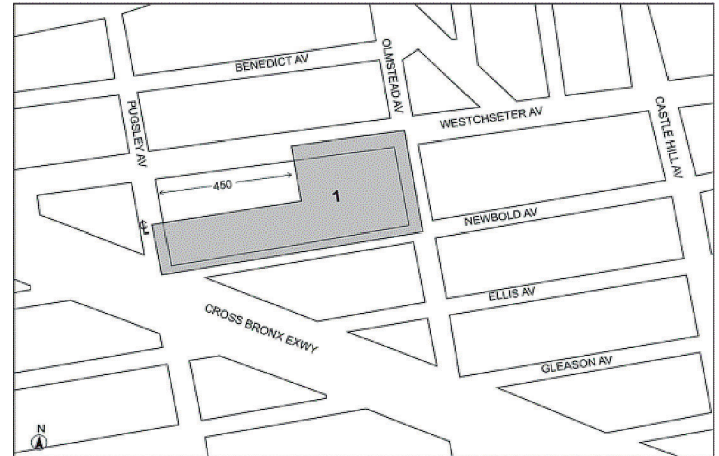 BENEDICT AV
OLMSTEAD AV
PUGSLEY AV
WESTCHSETER AV
CASTLE HILL AV
450
1
NEWBOLD AV
ELLIS AV
CROSS BRONX EXWY
GLEASON AV
N